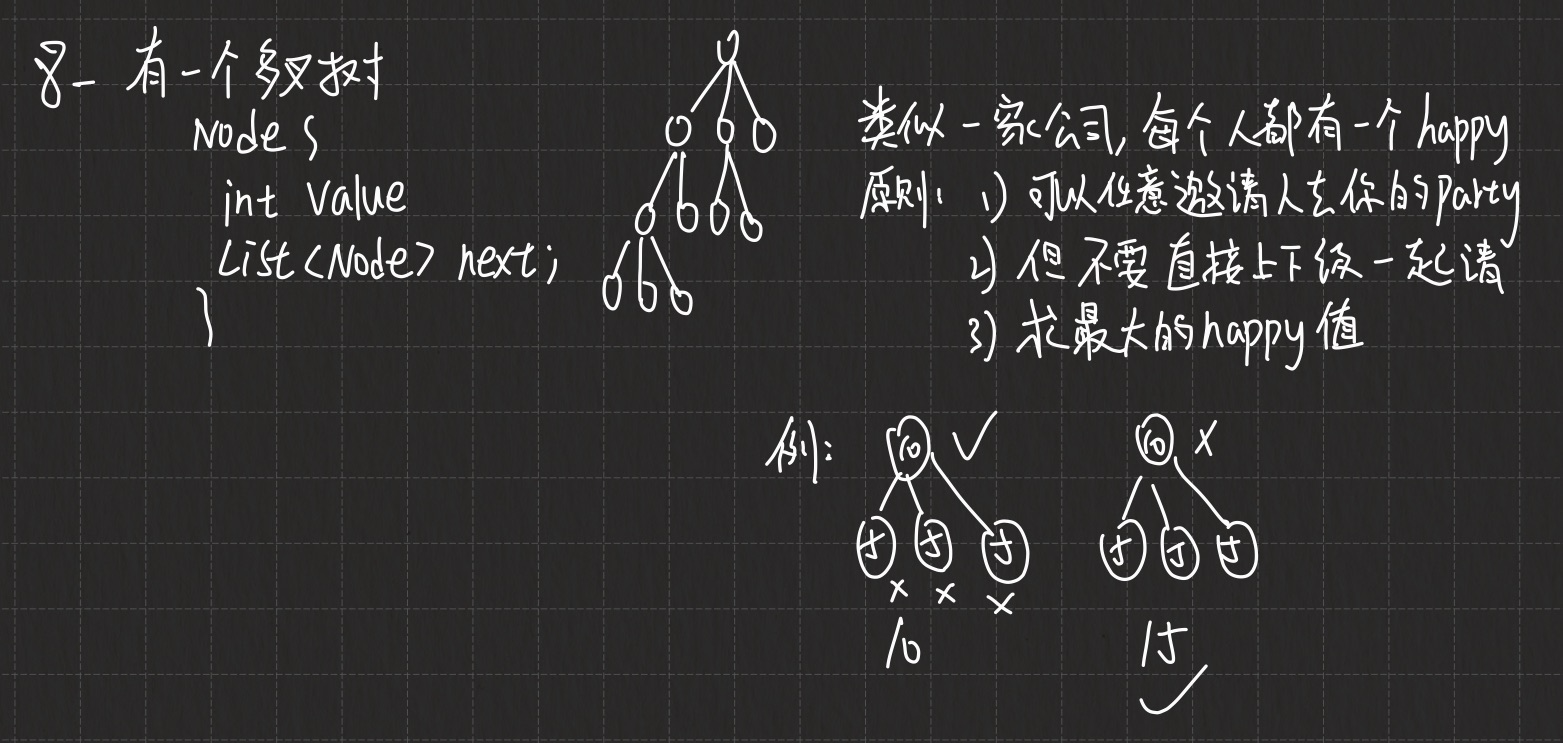 8_ 有一个多叉树
Node {
int value
List<Node> next;
}
类似一家公司,每个人都有一个happy
原则: 1) 可以任意邀请人去你的party
2) 但不要直接上下级一起请
3) 求最大的happy值
例:
10 ✓
5 5 5
x x x
10
10 x
5 5 5
15
✓